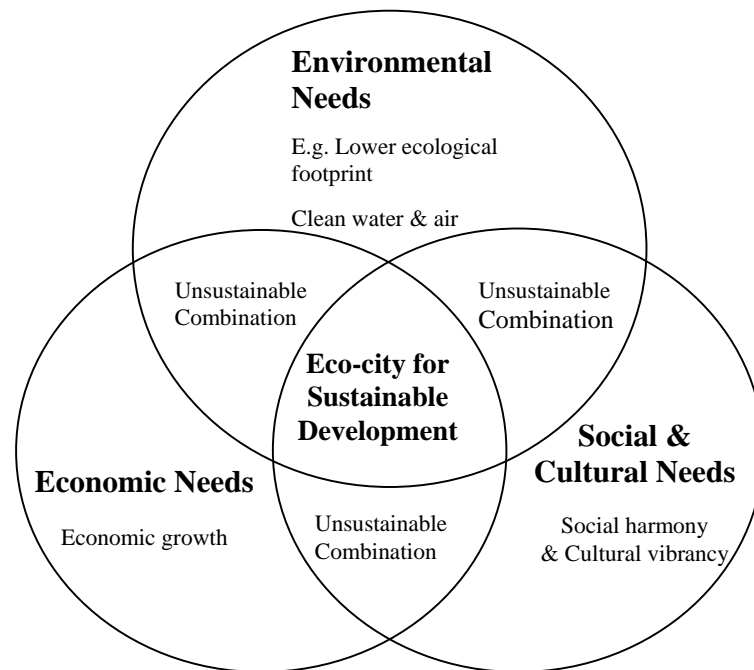 Environmental
Needs
E.g. Lower ecological
footprint
Clean water & air
Unsustainable
Combination
Unsustainable
Combination
Eco-city for
Sustainable
Development
Economic Needs
Economic growth
Social &
Cultural Needs
Social harmony
& Cultural vibrancy
Unsustainable
Combination